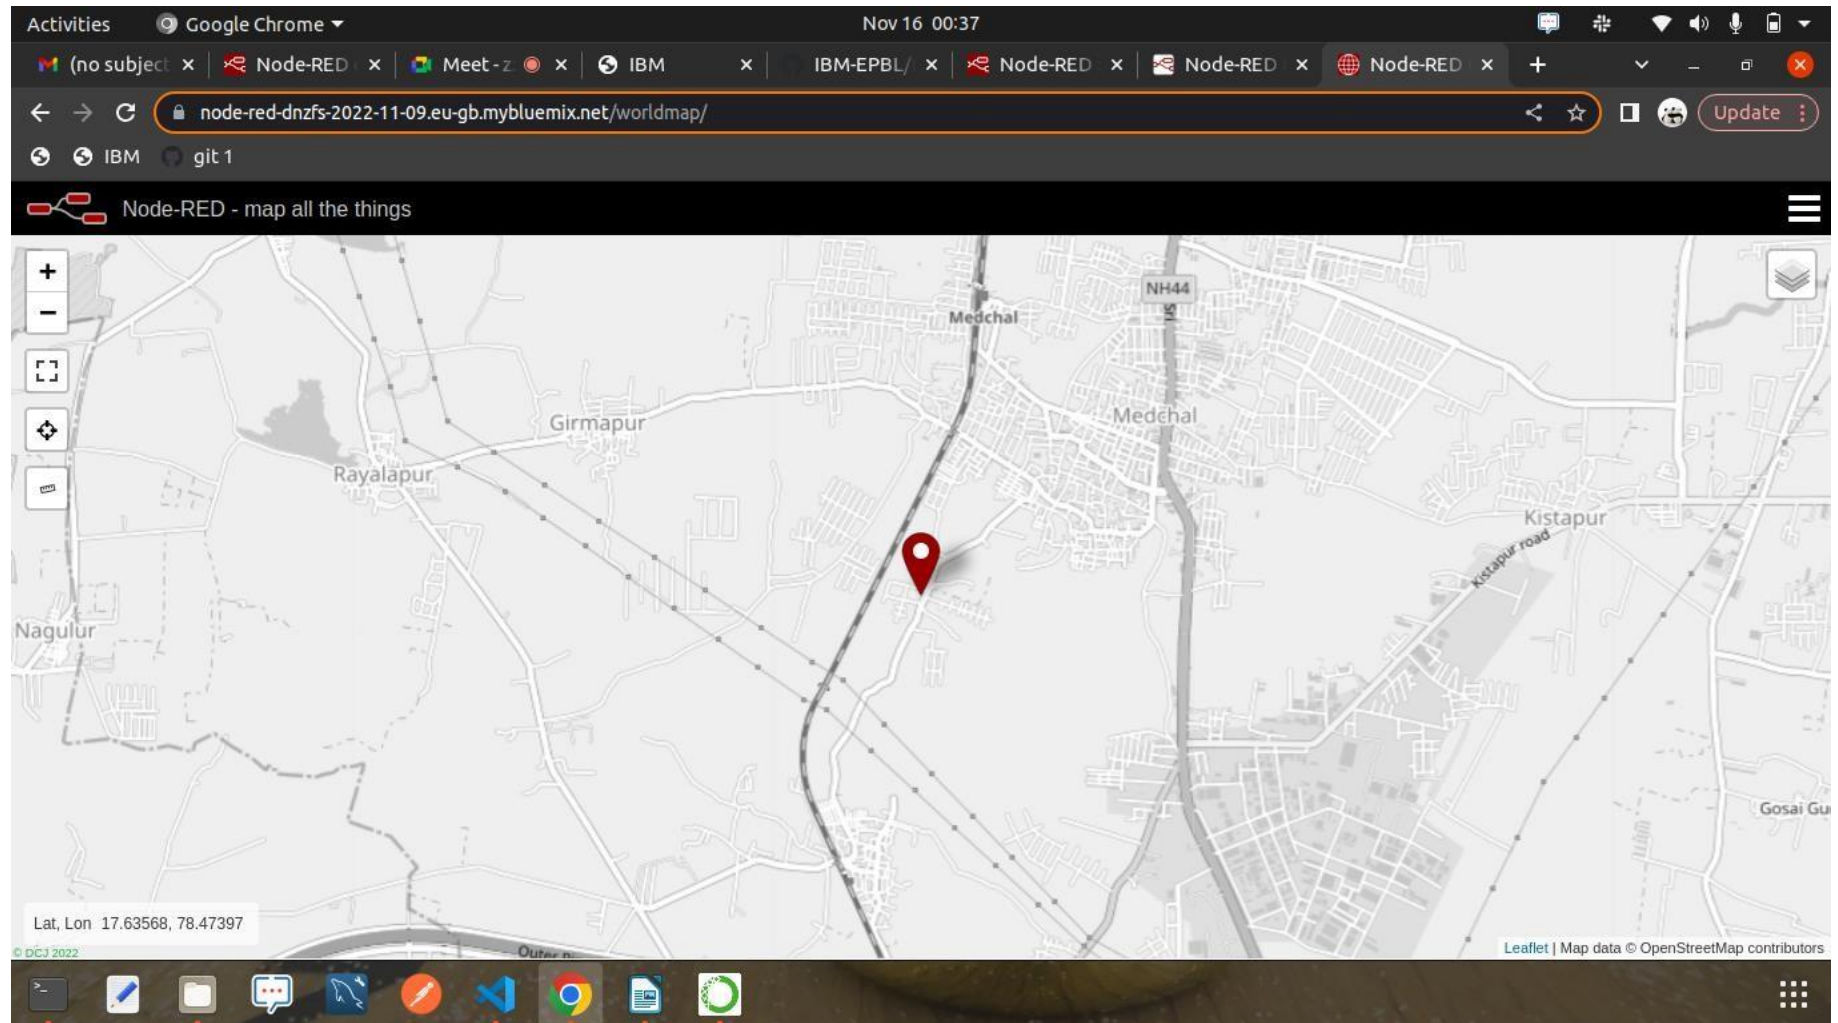 Activities Google Chrome Nov 16 00:37
(no subject Node-RED Meet - z IBM IBM-EPBL/ Node-RED Node-RED Node-RED
node-red-dnzfs-2022-11-09.eu-gb.mybluemix.net/worldmap/ Update
IBM git 1
Node-RED - map all the things
+
−
NH44
Sri
Medchal
Medchal
Girmapur
Rayalapur
Kistapur
Kistapur road
Nagulur
Gosai Gu
Lat, Lon 17.63568, 78.47397
Outer
© DCJ 2022
Leaflet | Map data © OpenStreetMap contributors